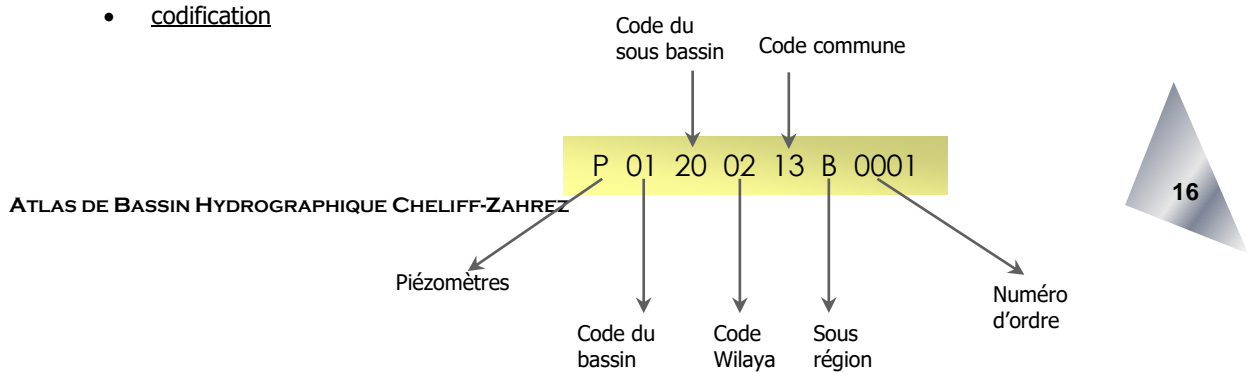 • codification
Code du
sous bassin
Code commune
P 01 20 02 13 B 0001
ATLAS DE BASSIN HYDROGRAPHIQUE CHELIFF-ZAHREZ
16
Piézomètres
Code du
bassin
Code
Wilaya
Sous
région
Numéro
d'ordre